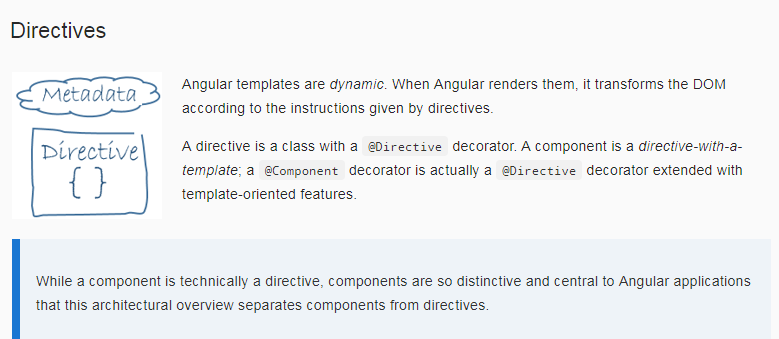 Directives
Metadata
Directive
{ }
Angular templates are dynamic. When Angular renders them, it transforms the DOM
according to the instructions given by directives.
A directive is a class with a @Directive decorator. A component is a directive-with-a-
template; a @Component decorator is actually a @Directive decorator extended with
template-oriented features.
While a component is technically a directive, components are so distinctive and central to Angular applications
that this architectural overview separates components from directives.